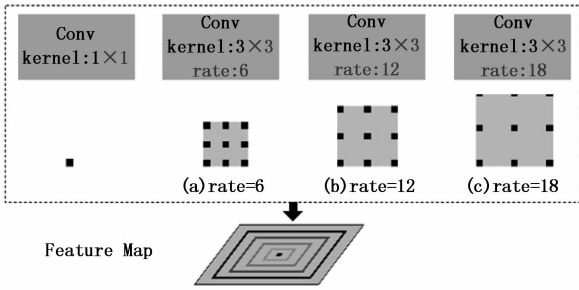 Conv
kernel:1×1
Conv
kernel:3×3
rate:6
Conv
kernel:3×3
rate:12
Conv
kernel:3×3
rate:18
(a)rate=6
(b)rate=12
(c)rate=18
Feature Map